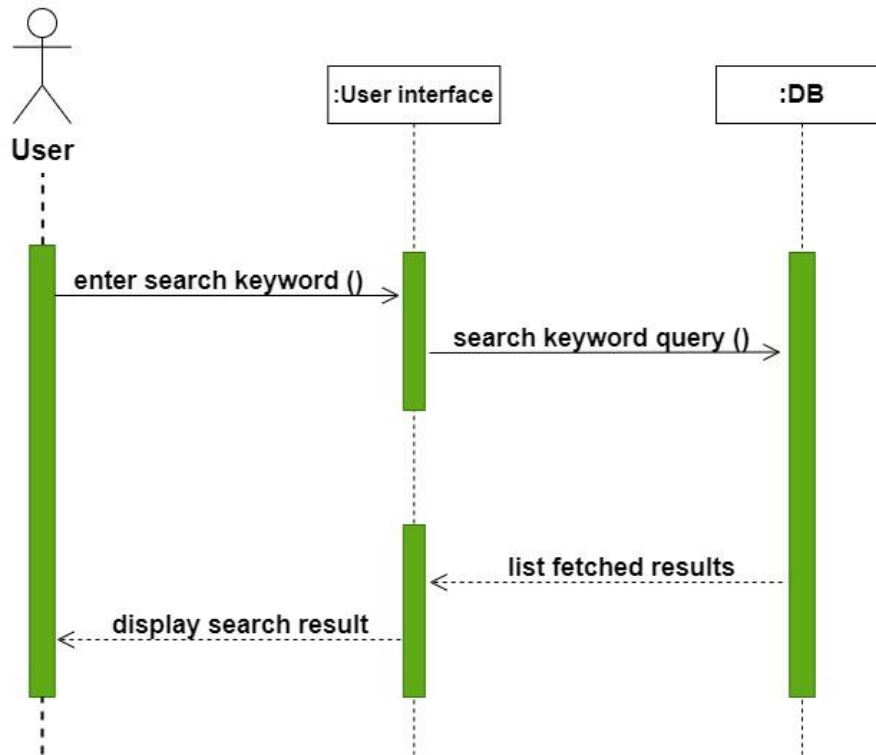 :User interface
:DB
User
enter search keyword ()
search keyword query ()
list fetched results
display search result